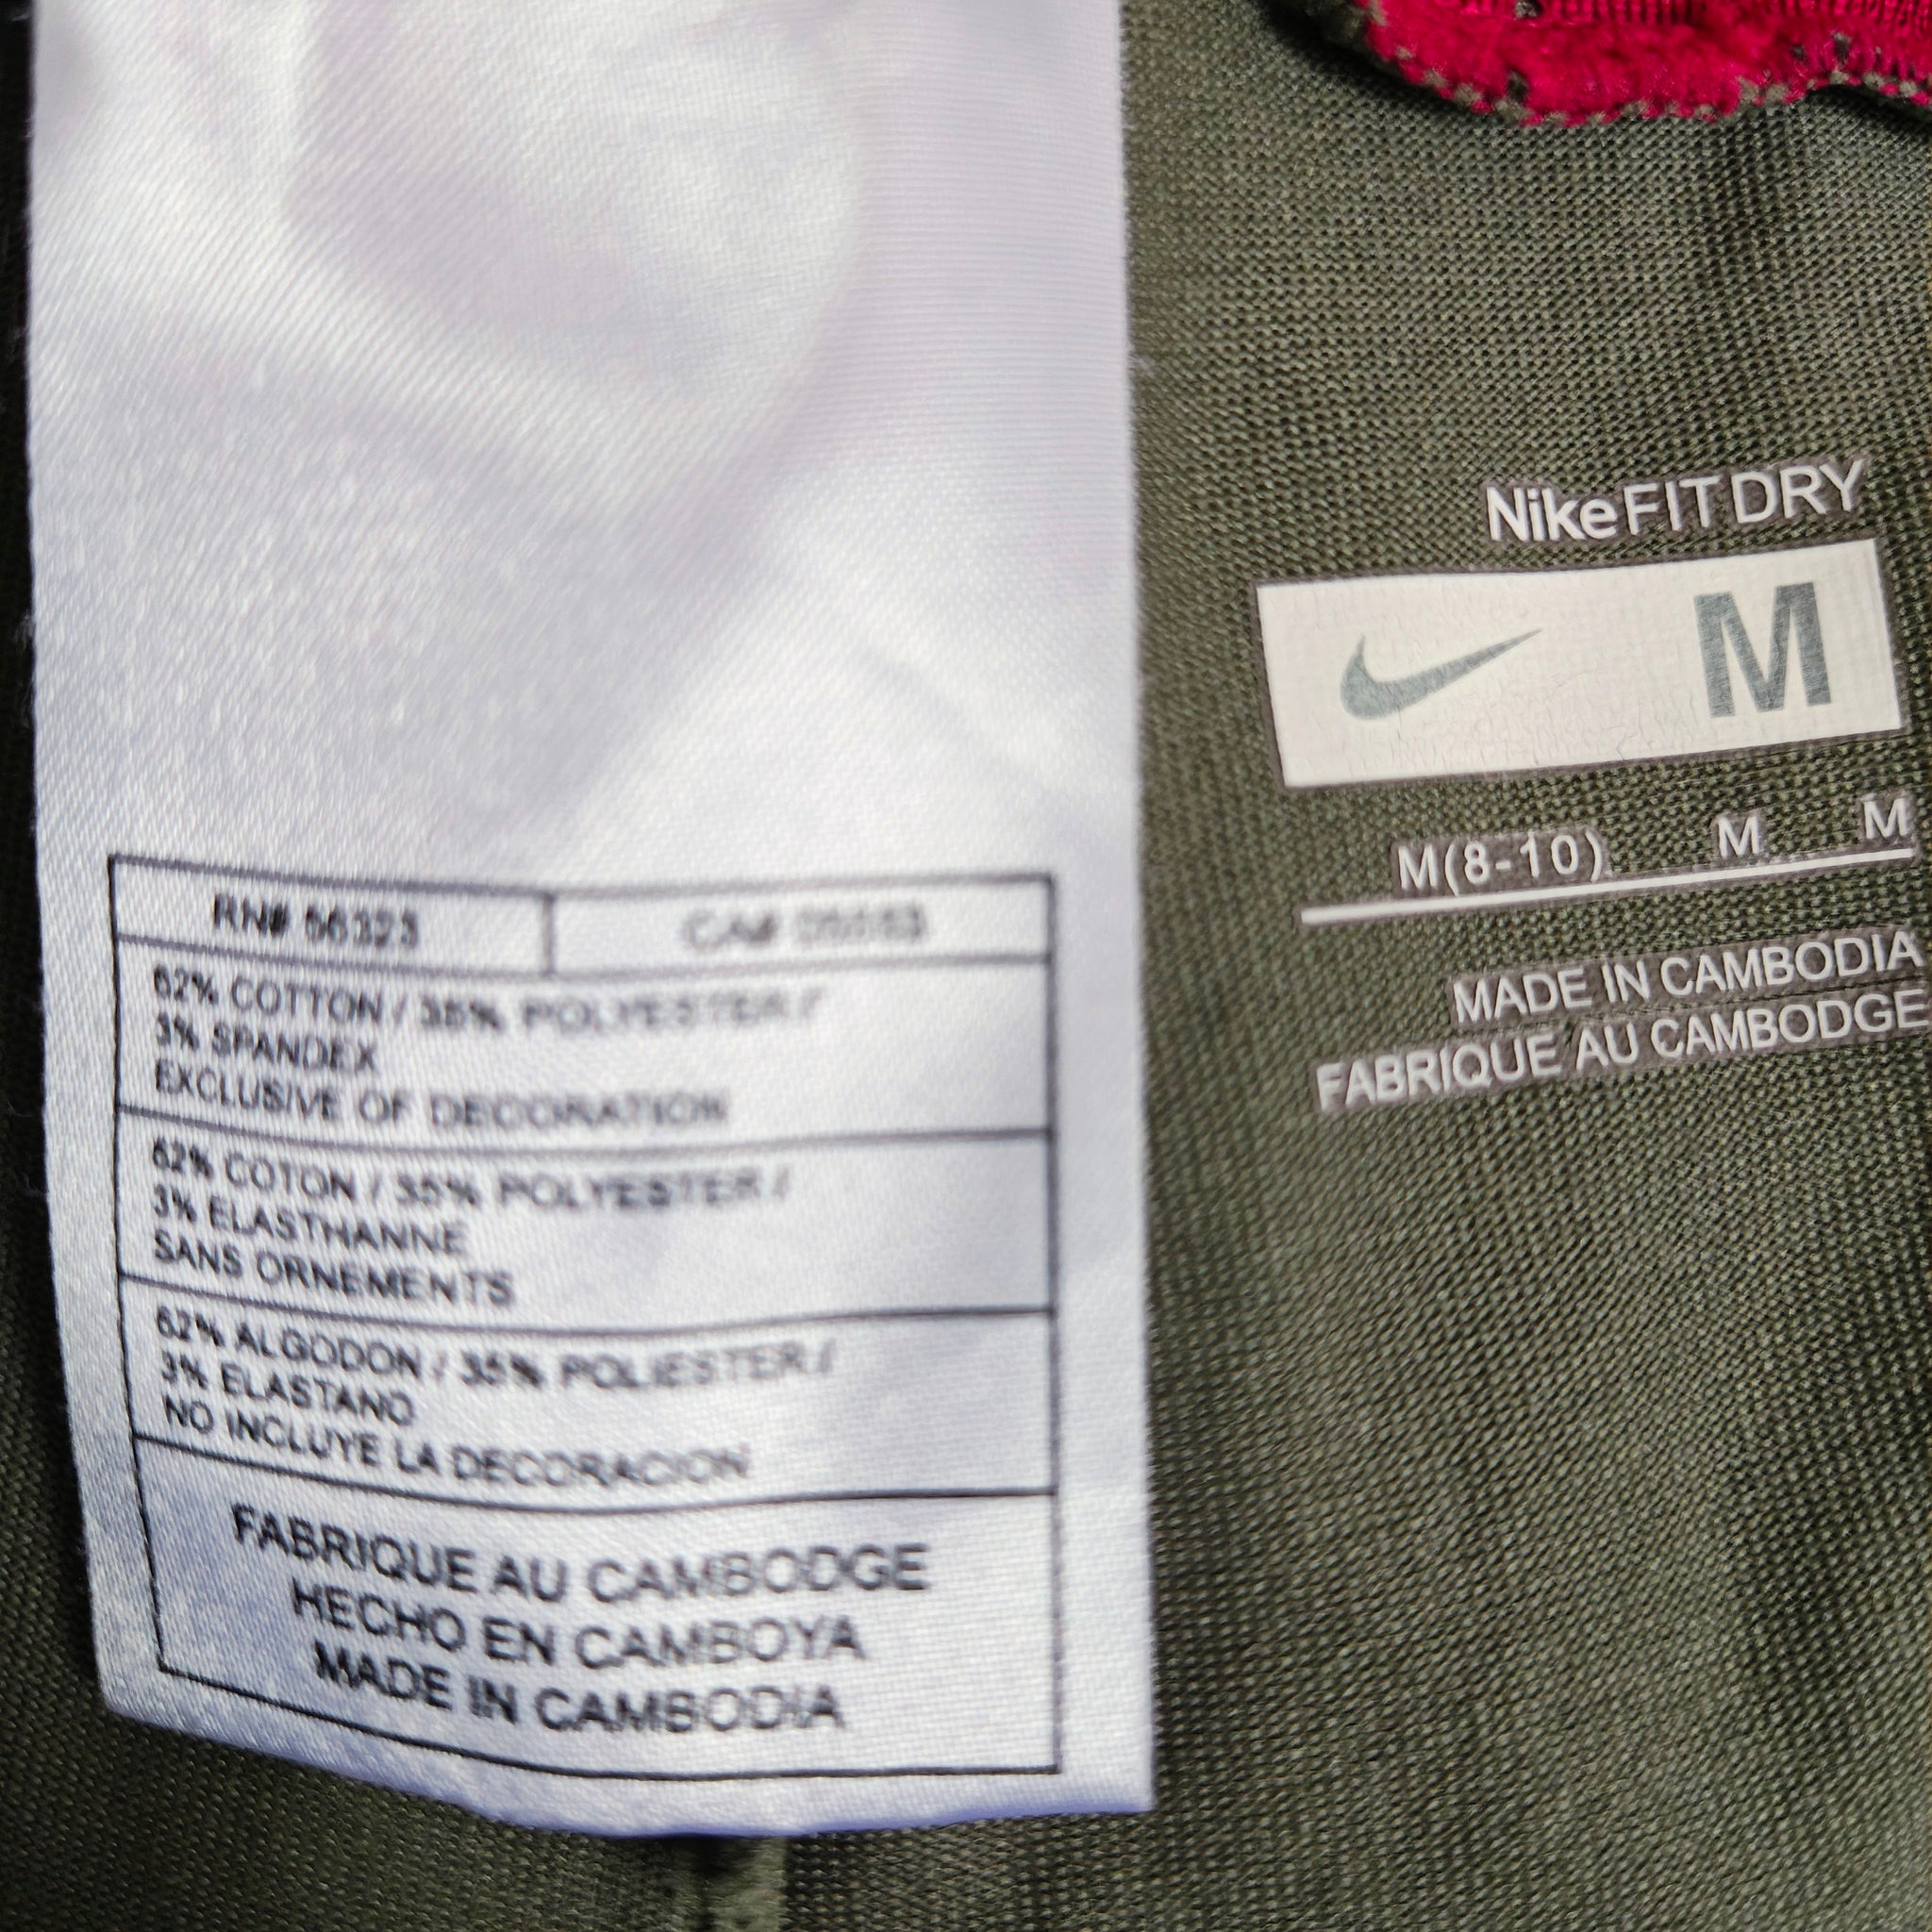 RN# 56323
CA# 05553
62% COTTON / 35% POLYESTER /
3% SPANDEX
EXCLUSIVE OF DECORATION
62% COTON / 35% POLYESTER /
3% ELASTHANNE
SANS ORNEMENTS
62% ALGODON / 35% POLIESTER /
3% ELASTANO
NO INCLUYE LA DECORACION
FABRIQUE AU CAMBODGE
HECHO EN CAMBOYA
MADE IN CAMBODIA
NikeFIT DRY
M
M(8-10) M M
MADE IN CAMBODIA
FABRIQUE AU CAMBODGE